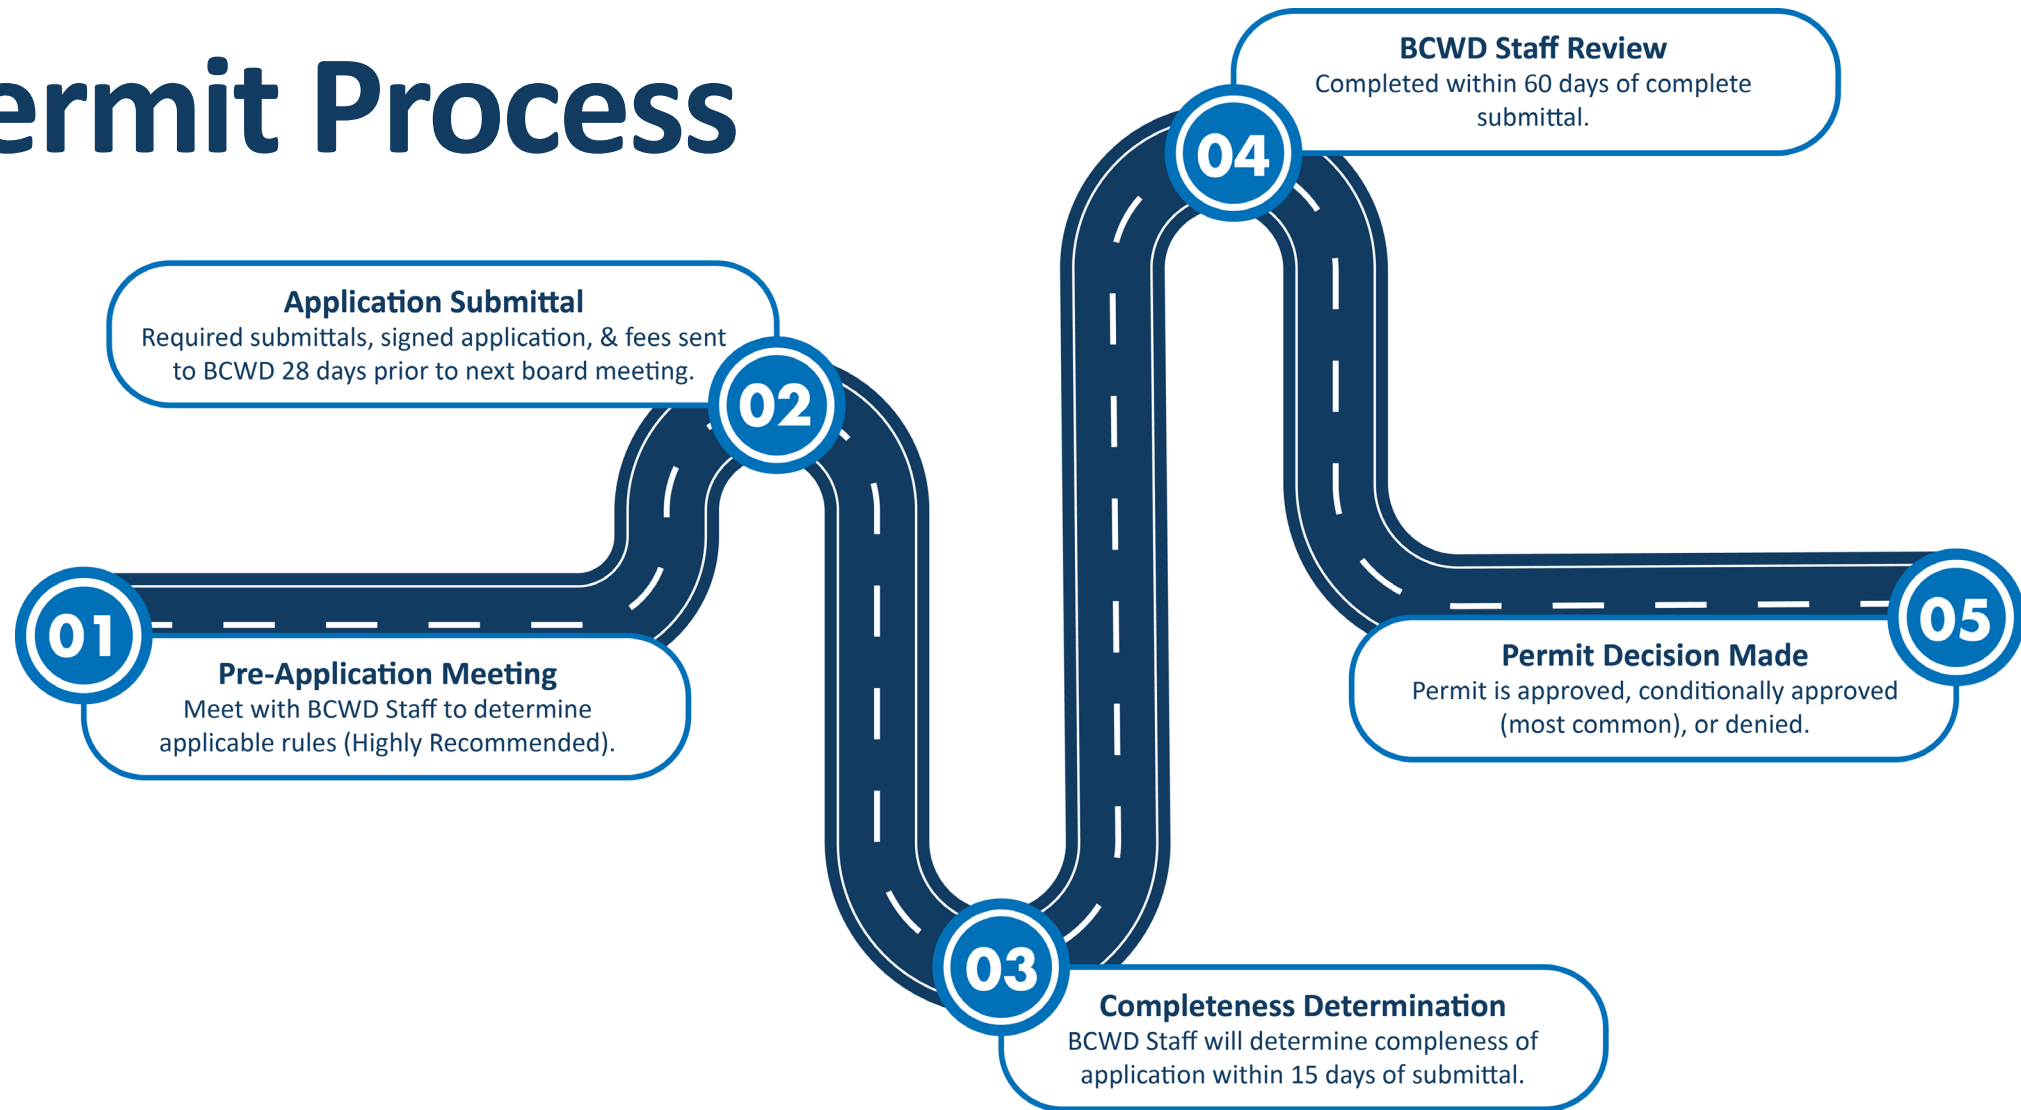 ermit Process
01
Pre-Application Meeting
Meet with BCWD Staff to determine
applicable rules (Highly Recommended).
02
Application Submittal
Required submittals, signed application, & fees sent
to BCWD 28 days prior to next board meeting.
03
Completeness Determination
BCWD Staff will determine compleness of
application within 15 days of submittal.
04
BCWD Staff Review
Completed within 60 days of complete
submittal.
05
Permit Decision Made
Permit is approved, conditionally approved
(most common), or denied.